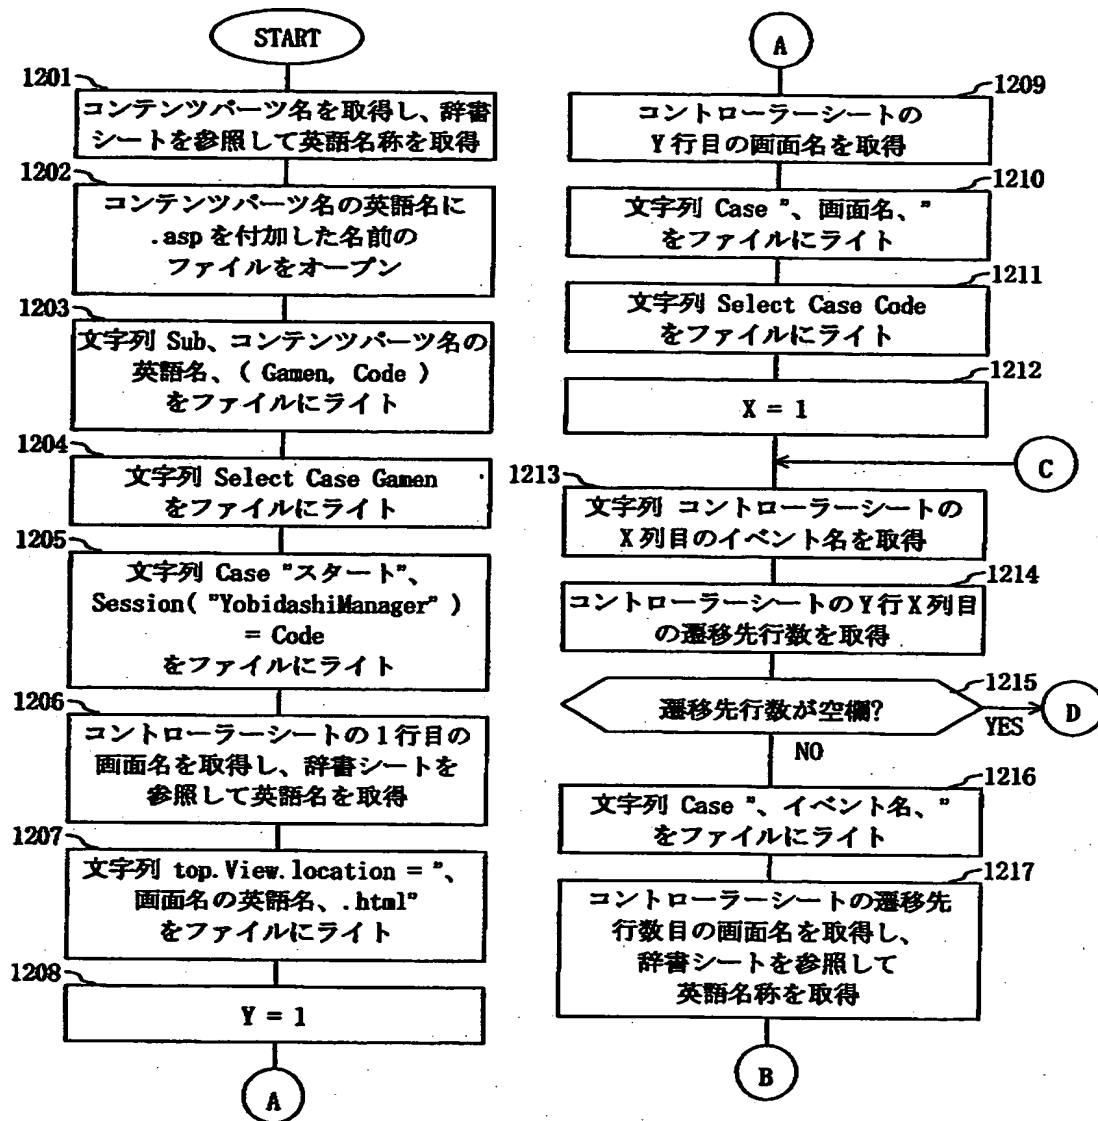 START
1201
コンテンツパーツ名を取得し、辞書
シートを参照して英語名称を取得
1202
コンテンツパーツ名の英語名に
.aspを付加した名前の
ファイルをオープン
1203
文字列 Sub、コンテンツパーツ名の
英語名、( Gamen, Code )
をファイルにライト
1204
文字列 Select Case Gamen
をファイルにライト
1205
文字列 Case "スタート"、
Session( "YobidashiManager" )
= Code
をファイルにライト
1206
コントローラーシートの1行目の
画面名を取得し、辞書シートを
参照して英語名を取得
1207
文字列 top.View.location = "、
画面名の英語名、.html"
をファイルにライト
1208
Y = 1
A
A
1209
コントローラーシートの
Y行目の画面名を取得
1210
文字列 Case "、画面名、"
をファイルにライト
1211
文字列 Select Case Code
をファイルにライト
1212
X = 1
C
1213
文字列 コントローラーシートの
X列目のイベント名を取得
1214
コントローラーシートのY行X列目
の遷移先行数を取得
1215
遷移先行数が空欄?
YES
D
NO
1216
文字列 Case "、イベント名、"
をファイルにライト
1217
コントローラーシートの遷移先
行数目の画面名を取得し、
辞書シートを参照して
英語名称を取得
B